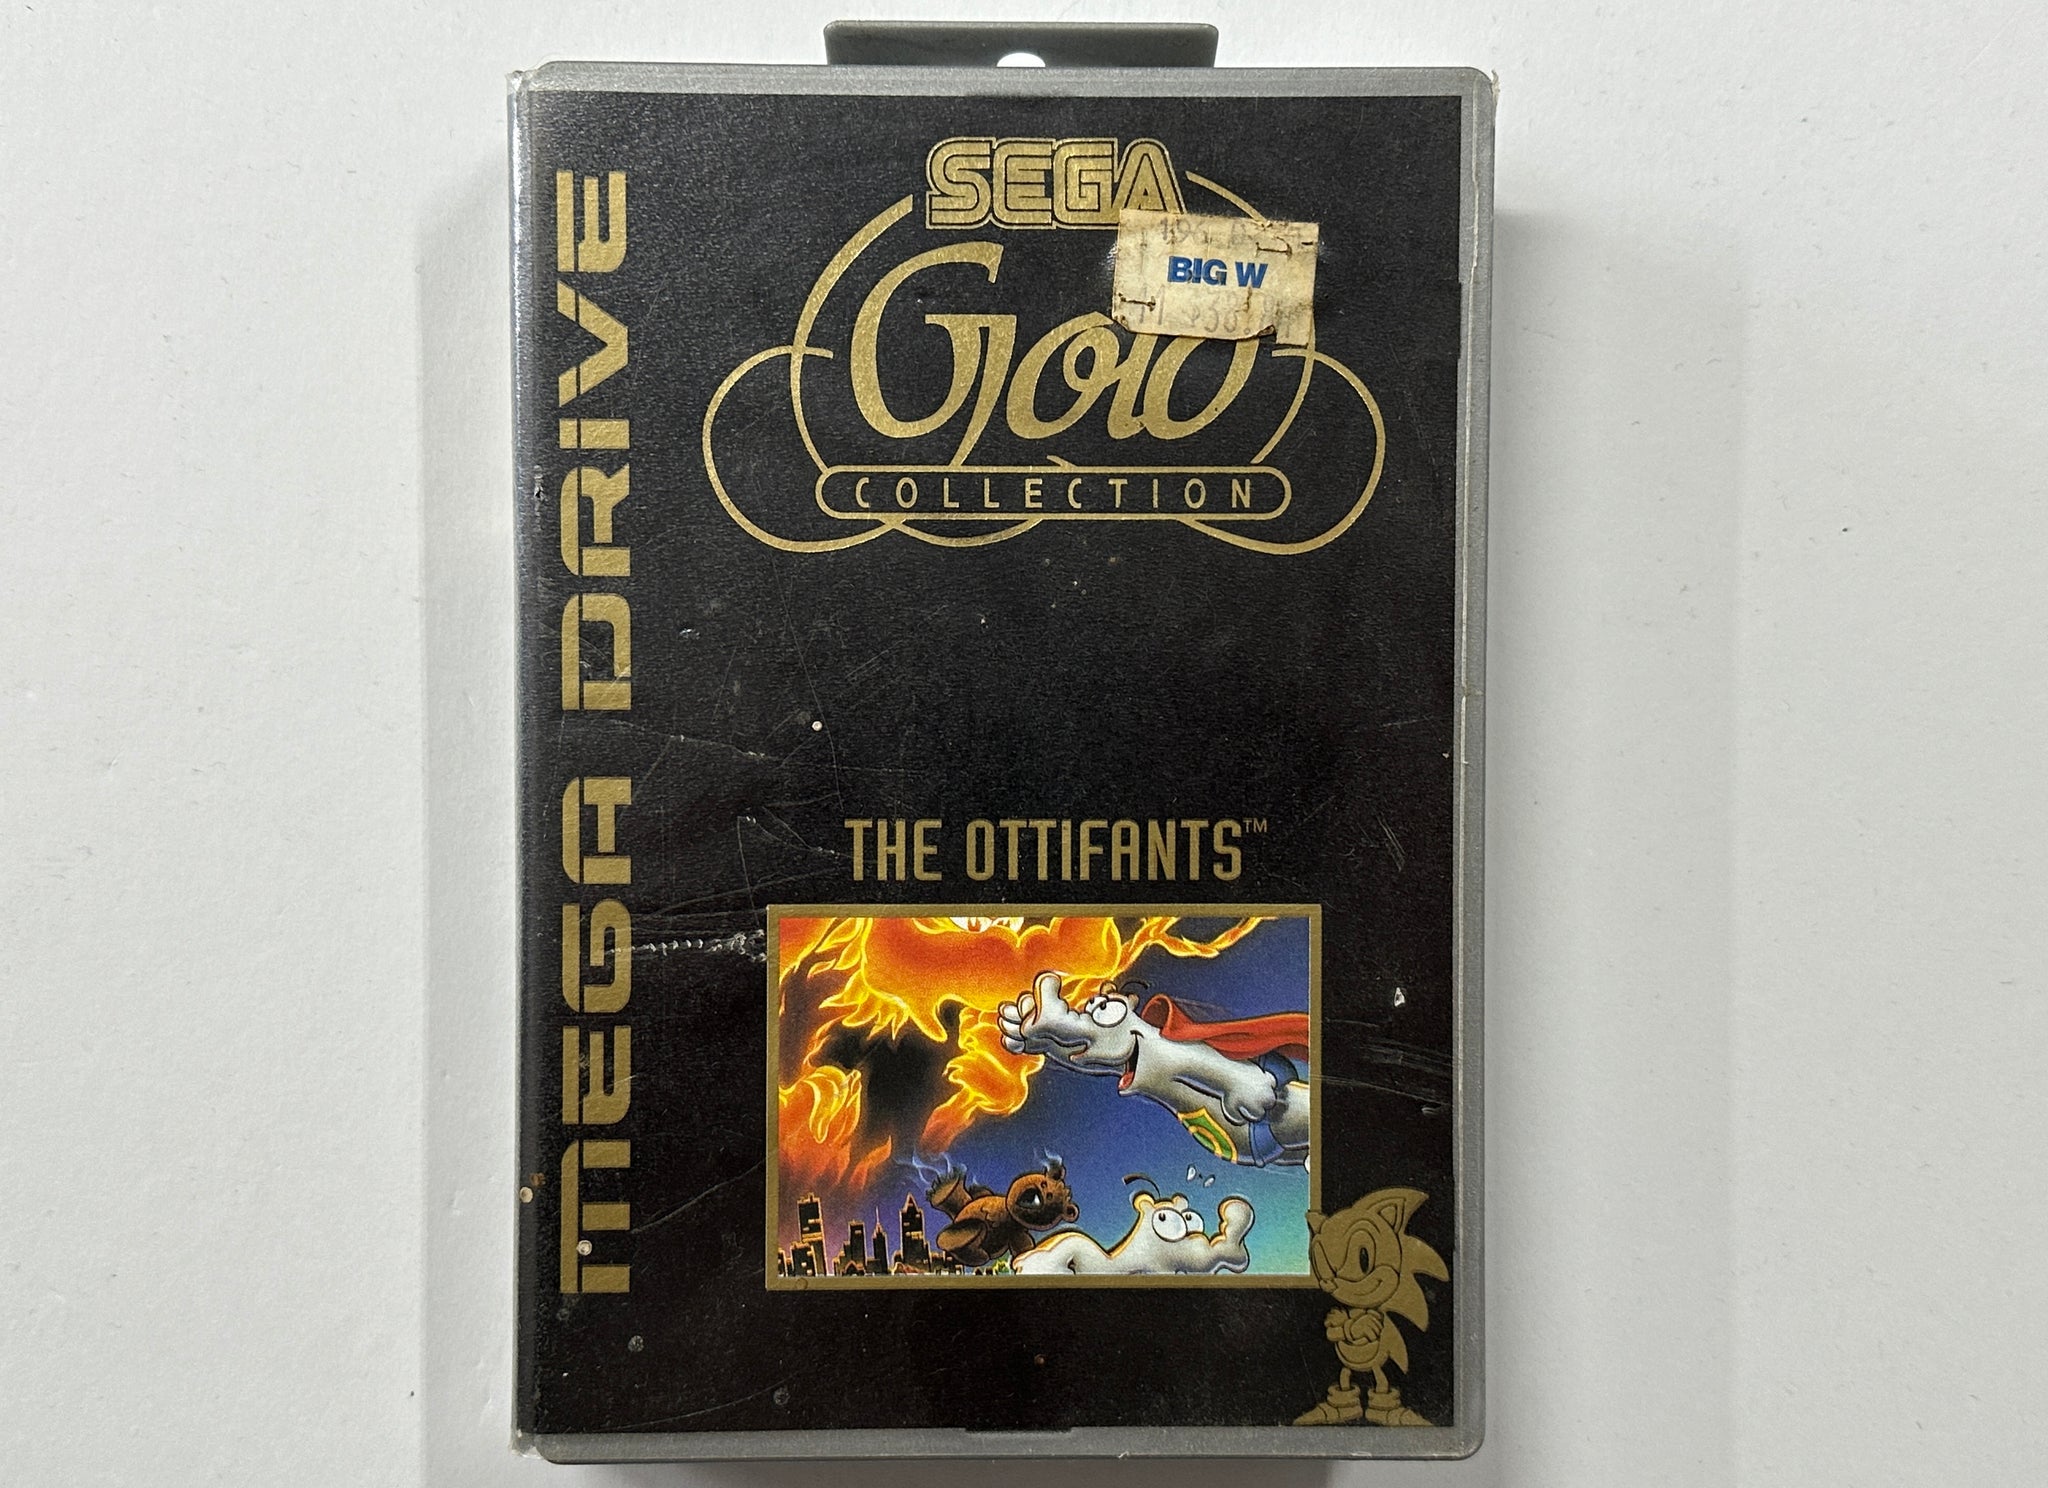 SEGA
BIG W
Gold
COLLECTION
MEGA DRIVE
THE OTTIFANTS™